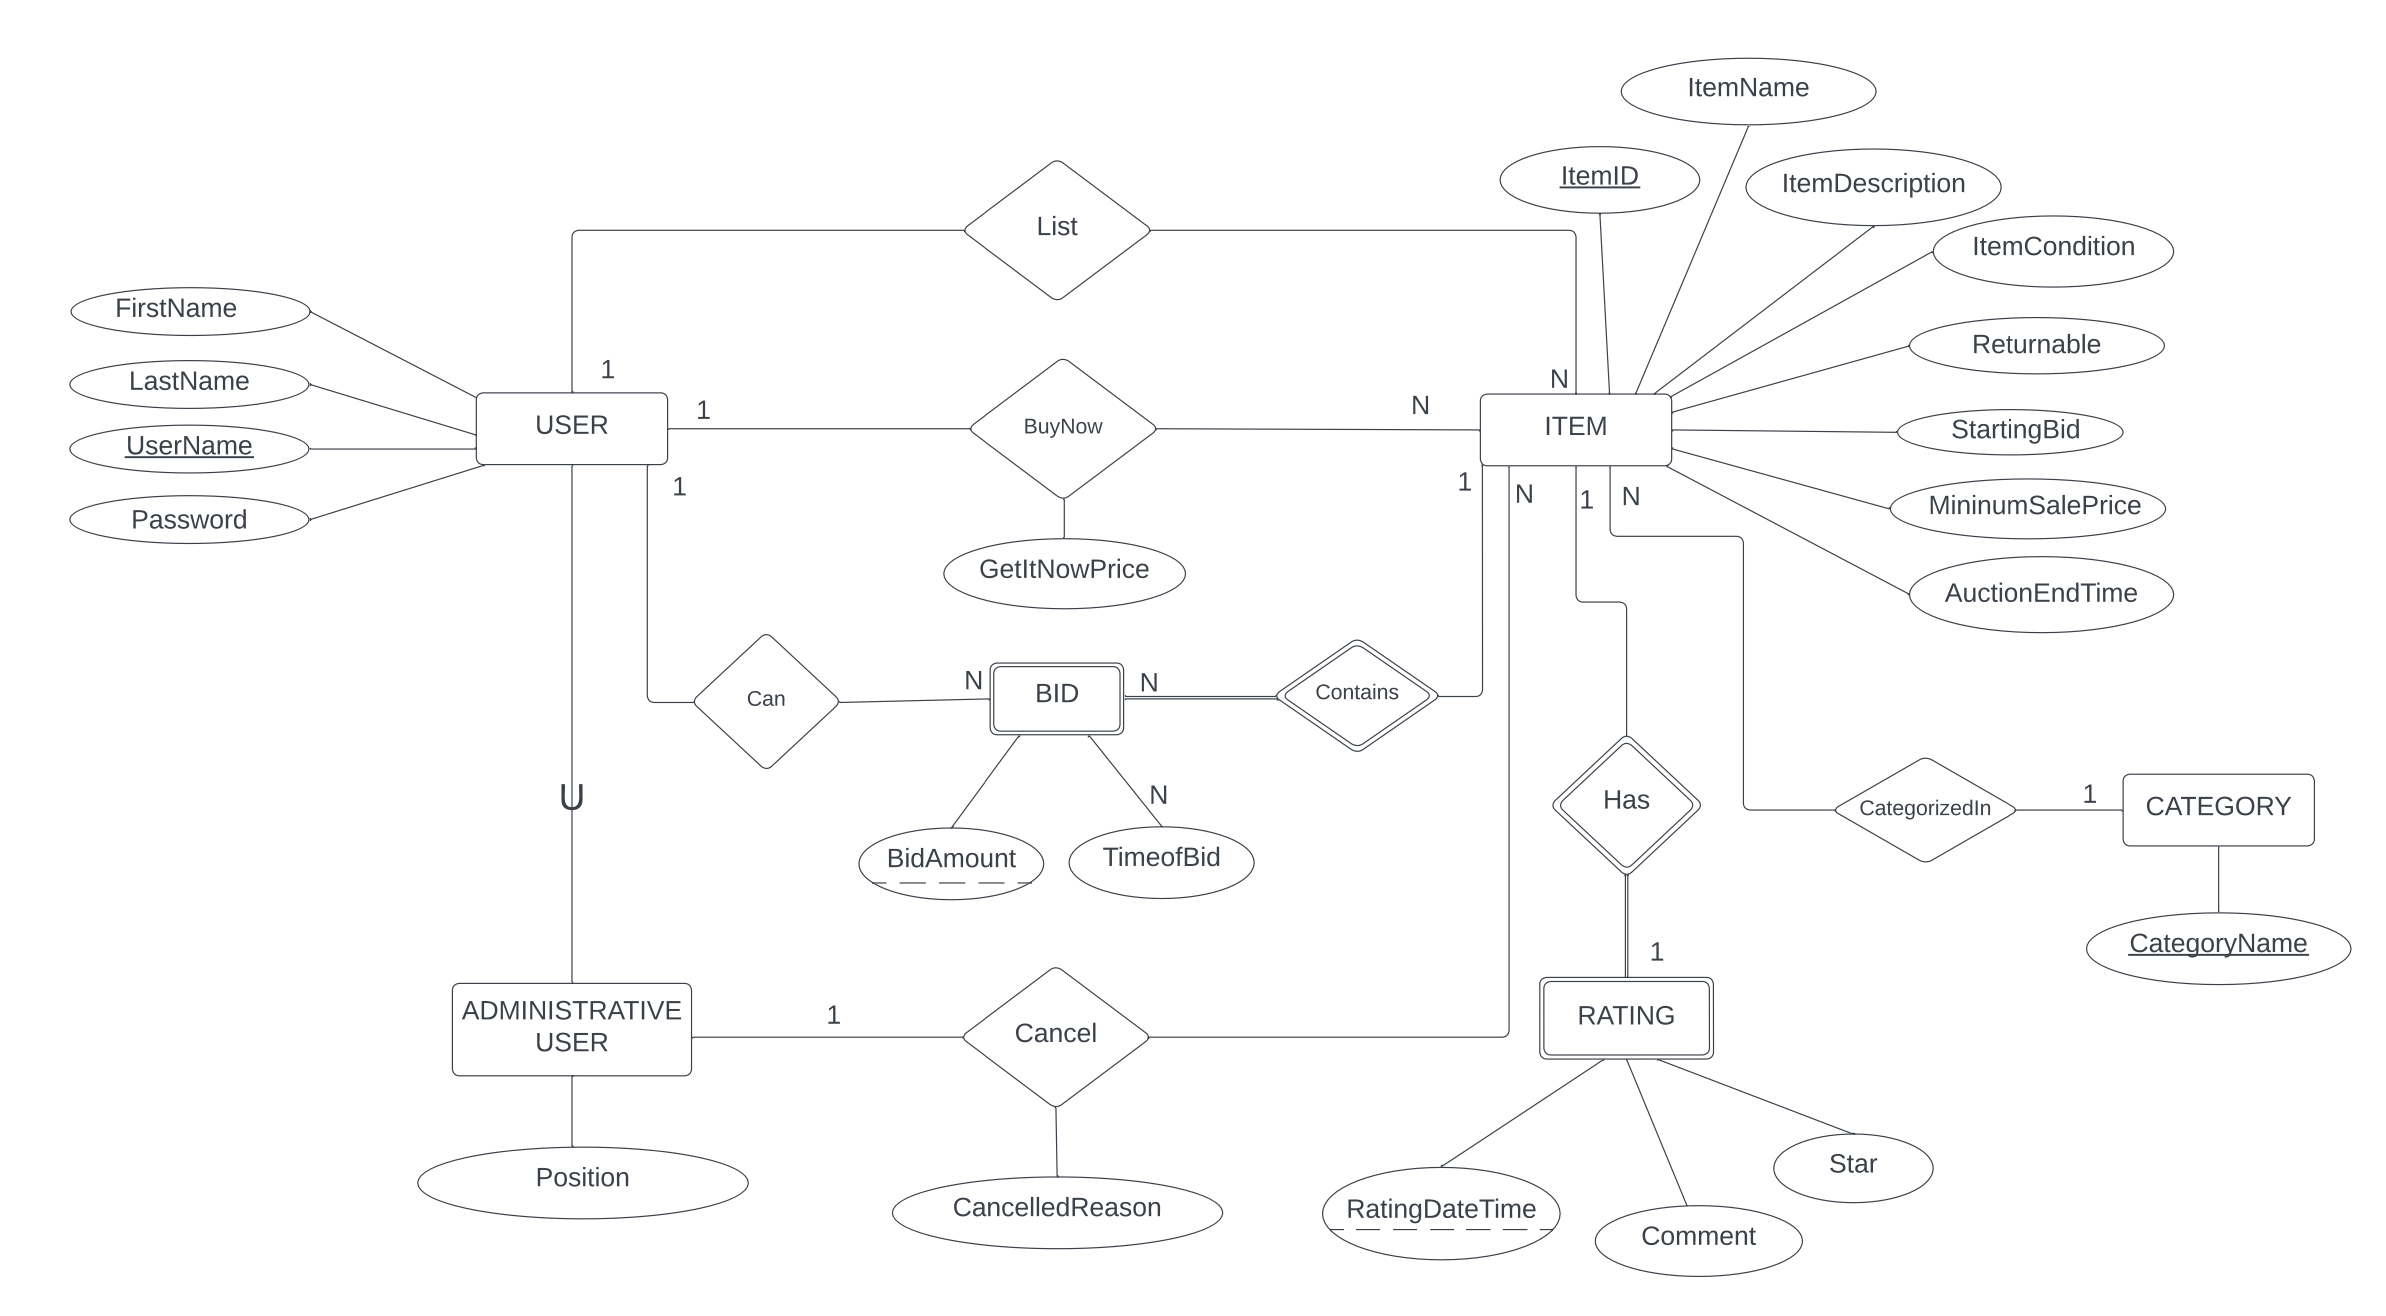 ItemName
ItemID
ItemDescription
List
ItemCondition
FirstName
Returnable
1
N
LastName
1
N
USER
BuyNow
ITEM
StartingBid
UserName
1
1
N
1
N
MininumSalePrice
Password
GetItNowPrice
AuctionEndTime
Can
N
BID
N
Contains
U
N
Has
CategorizedIn
1
CATEGORY
BidAmount
TimeofBid
1
CategoryName
ADMINISTRATIVE
USER
1
Cancel
RATING
Position
CancelledReason
RatingDateTime
Comment
Star